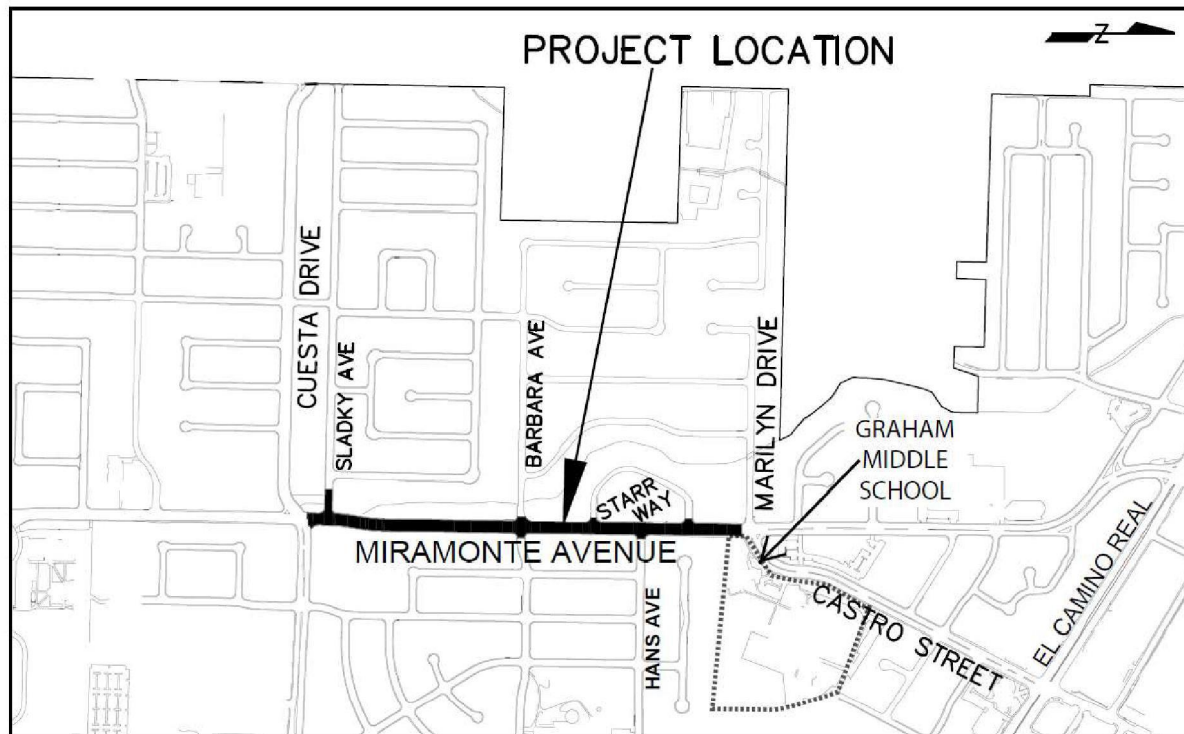 Z
PROJECT LOCATION
CUESTA DRIVE
SLADKY AVE
BARBARA AVE
MARILYN DRIVE
GRAHAM
MIDDLE
SCHOOL
STARR
WAY
MIRAMONTE AVENUE
HANS AVE
CASTRO STREET
EL CAMINO REAL